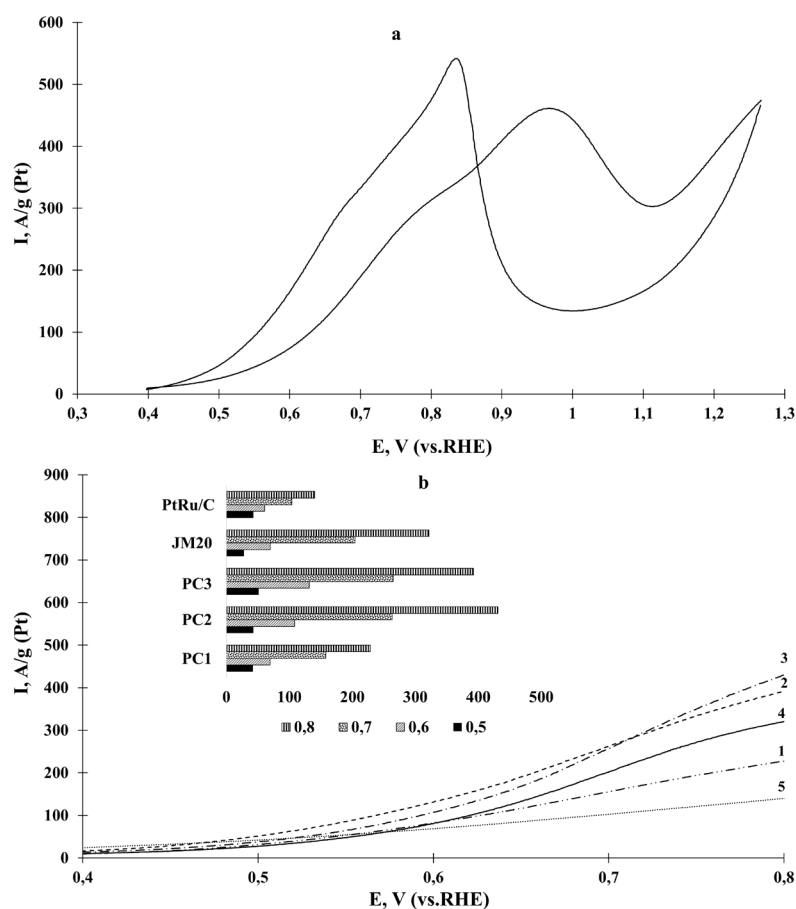 a
I, A/g (Pt)
600
500
400
300
200
100
0
0,3 0,4 0,5 0,6 0,7 0,8 0,9 1 1,1 1,2 1,3
E, V (vs.RHE)
b
I, A/g (Pt)
900
800
700
600
500
400
300
200
100
0
PtRu/C
JM20
PC3
PC2
PC1
0 100 200 300 400 500
0,8 0,7 0,6 0,5
3
2
4
1
5
0,4 0,5 0,6 0,7 0,8
E, V (vs.RHE)